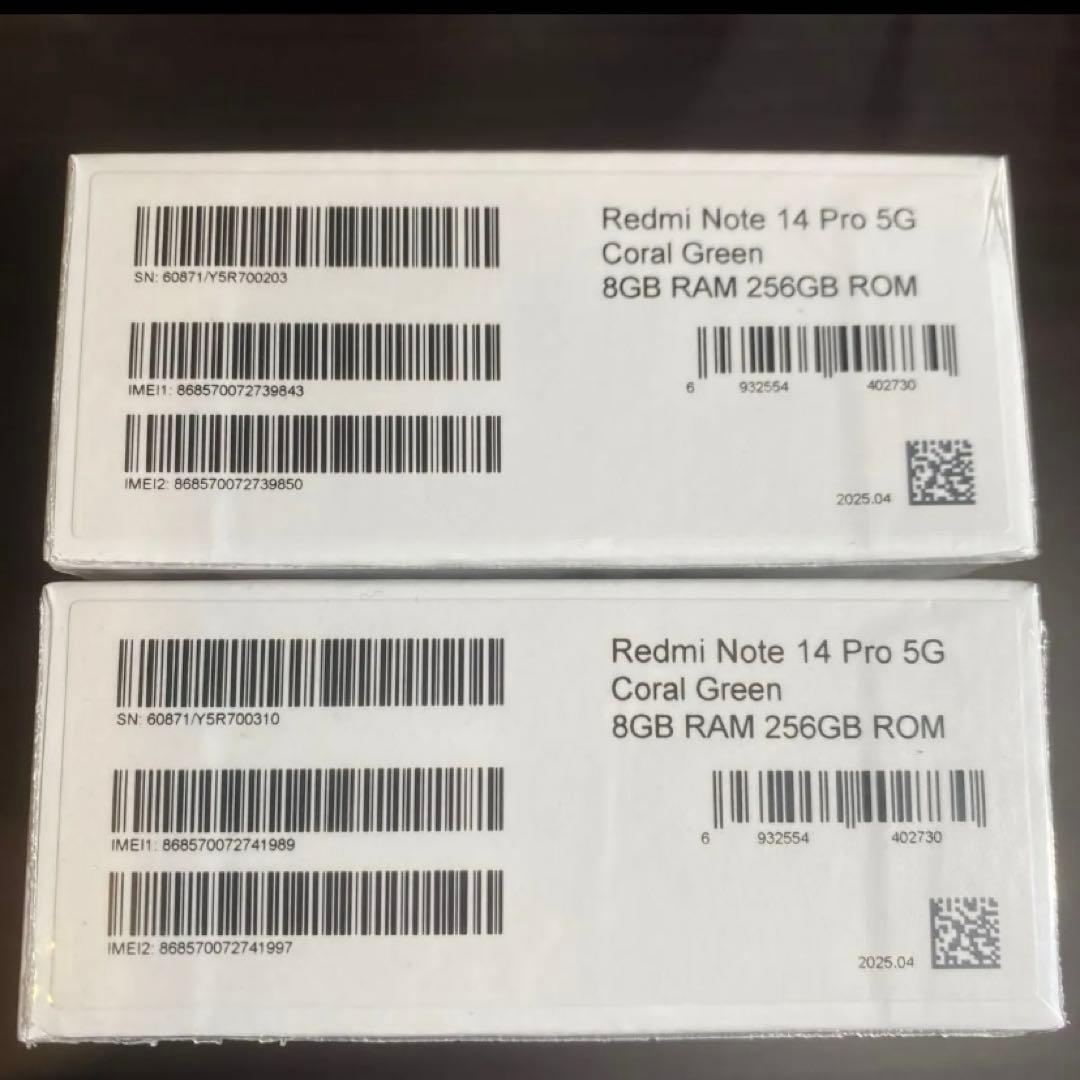 SN: 60871/Y5R700203
IMEI1: 868570072739843
IMEI2: 868570072739850
Redmi Note 14 Pro 5G
Coral Green
8GB RAM 256GB ROM
6 932554 402730
2025.04
SN: 60871/Y5R700310
IMEI1: 868570072741989
IMEI2: 868570072741997
Redmi Note 14 Pro 5G
Coral Green
8GB RAM 256GB ROM
6 932554 402730
2025.04